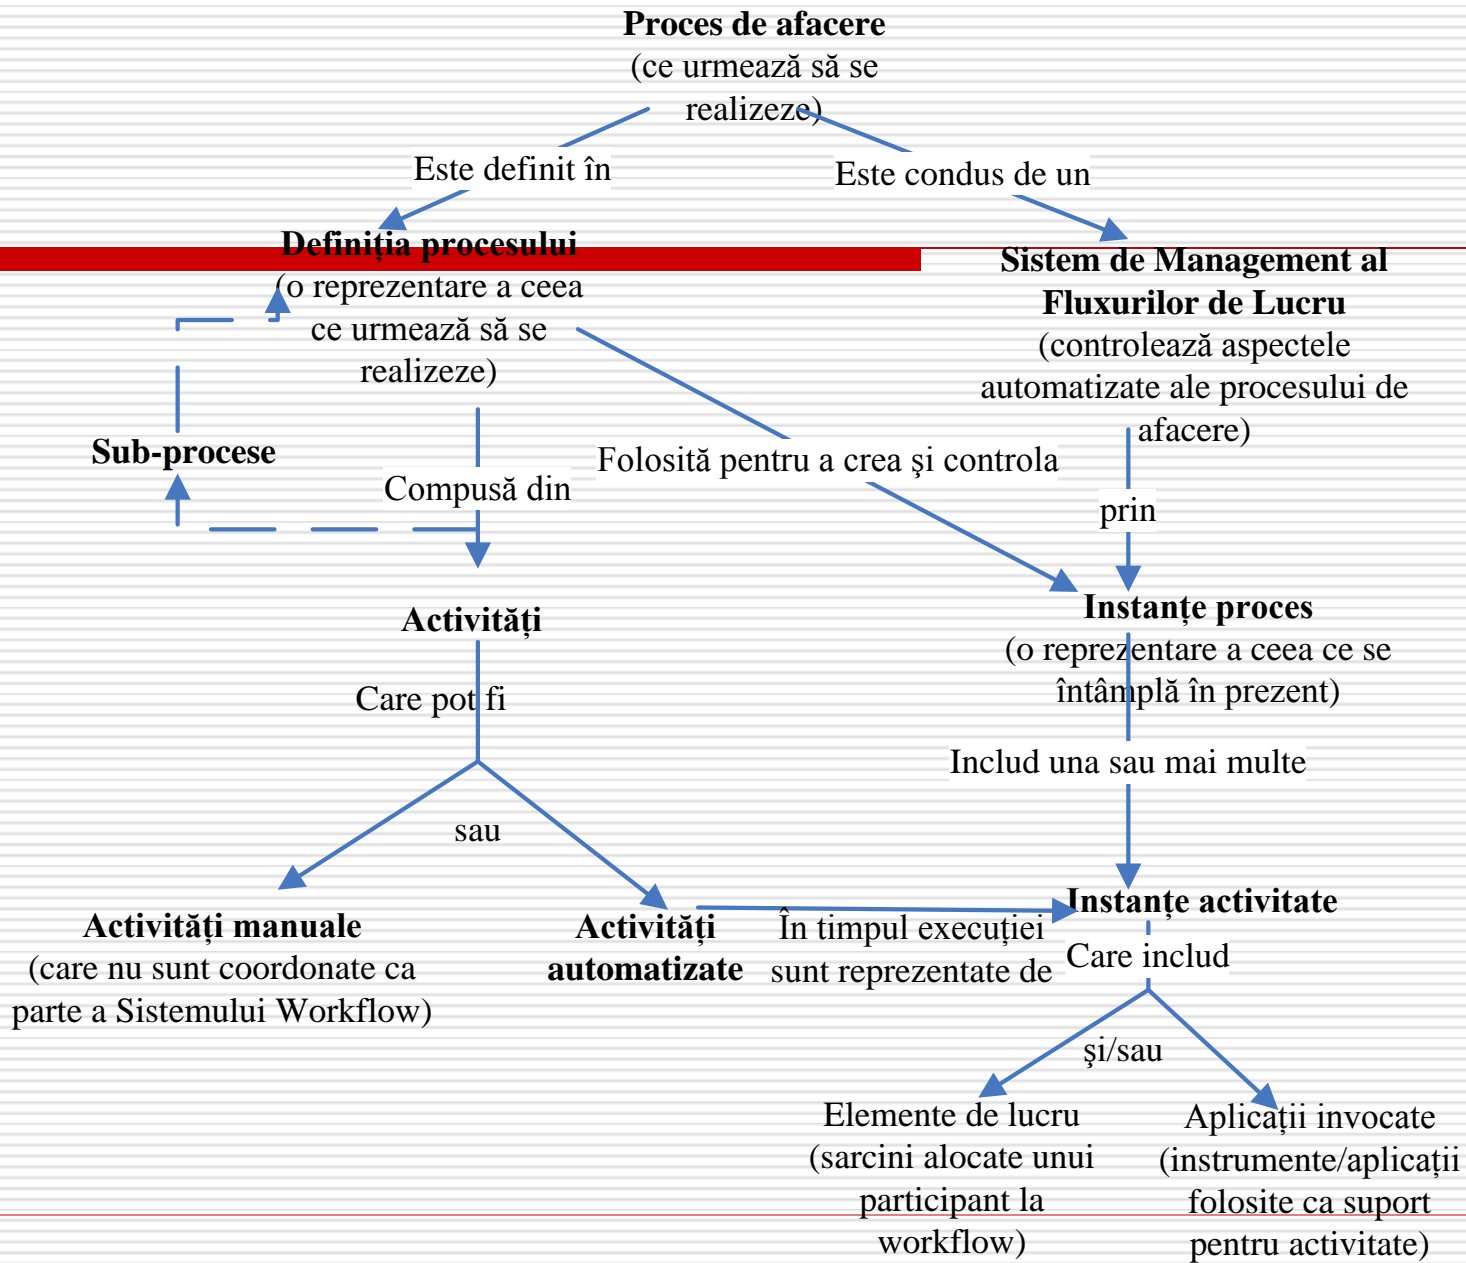 Proces de afacere
(ce urmează să se
realizeze)
Este definit în
Este condus de un
Definiția procesului
(o reprezentare a ceea
ce urmează să se
realizeze)
Sistem de Management al
Fluxurilor de Lucru
(controlează aspectele
automatizate ale procesului de
afacere)
Sub-procese
Compusă din
Folosită pentru a crea şi controla
prin
Activități
Instanțe proces
(o reprezentare a ceea ce se
întâmplă în prezent)
Care pot fi
Includ una sau mai multe
sau
Activități manuale
(care nu sunt coordonate ca
parte a Sistemului Workflow)
Activități
automatizate
În timpul execuției
sunt reprezentate de
Instanțe activitate
Care includ
şi/sau
Elemente de lucru
(sarcini alocate unui
participant la
workflow)
Aplicații invocate
(instrumente/aplicații
folosite ca suport
pentru activitate)